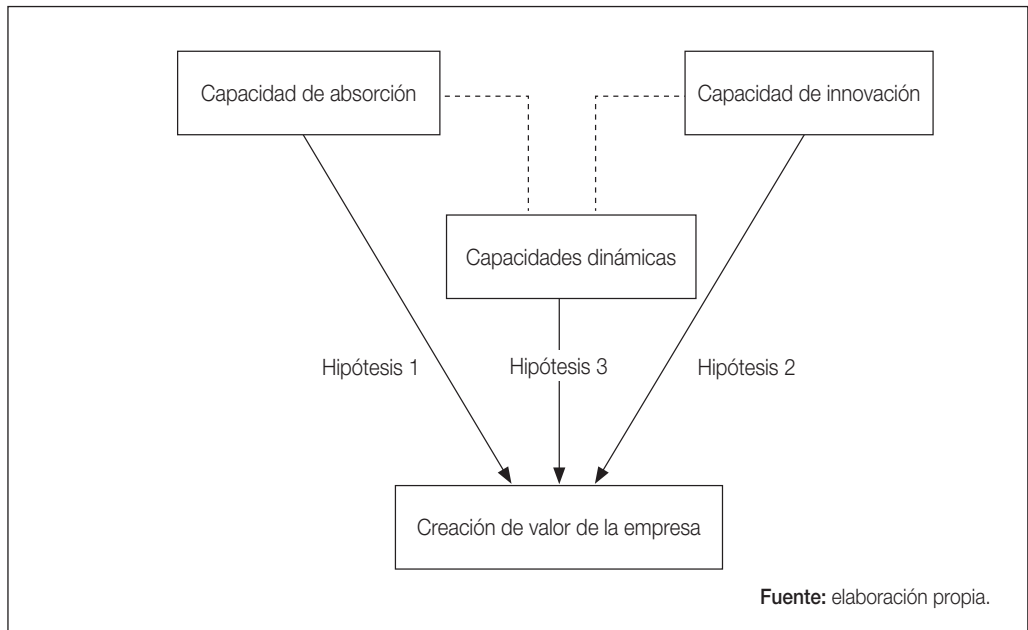 Capacidad de absorción
Capacidad de innovación
Capacidades dinámicas
Hipótesis 1
Hipótesis 3
Hipótesis 2
Creación de valor de la empresa
Fuente: elaboración propia.